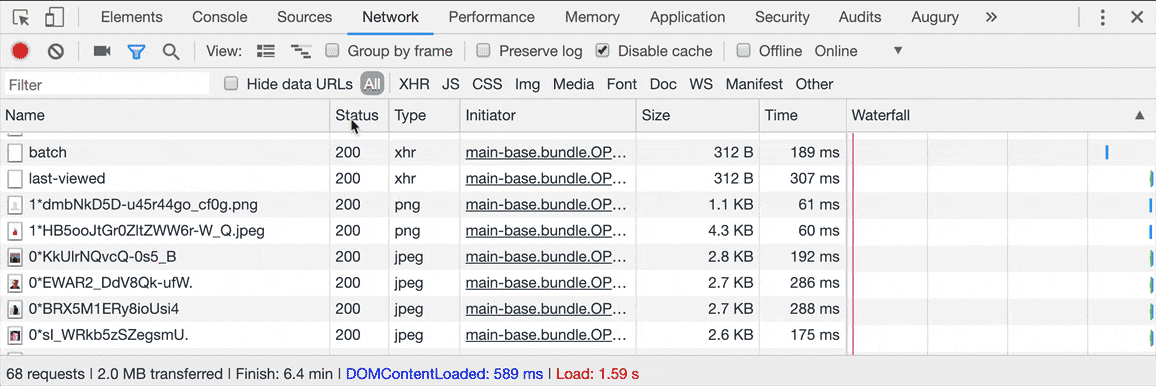 Elements Console Sources Network Performance Memory Application Security Audits Augury »
View: Group by frame Preserve log Disable cache Offline Online ▼
Filter Hide data URLs All XHR JS CSS Img Media Font Doc WS Manifest Other
Name Status Type Initiator Size Time Waterfall ▲
batch 200 xhr main-base.bundle.OP… 312 B 189 ms
last-viewed 200 xhr main-base.bundle.OP… 312 B 307 ms
1*dmbNkD5D-u45r44go_cf0g.png 200 png main-base.bundle.OP… 1.1 KB 61 ms
1*HB5ooJtGr0ZltZWW6r-W_Q.jpeg 200 png main-base.bundle.OP… 4.3 KB 60 ms
0*KkUlrNQvcQ-0s5_B 200 jpeg main-base.bundle.OP… 2.8 KB 192 ms
0*EWAR2_DdV8Qk-ufW. 200 jpeg main-base.bundle.OP… 2.7 KB 286 ms
0*BRX5M1ERy8ioUsi4 200 jpeg main-base.bundle.OP… 2.7 KB 288 ms
0*sI_WRkb5zSZegsmU. 200 jpeg main-base.bundle.OP… 2.6 KB 175 ms
68 requests | 2.0 MB transferred | Finish: 6.4 min | DOMContentLoaded: 589 ms | Load: 1.59 s